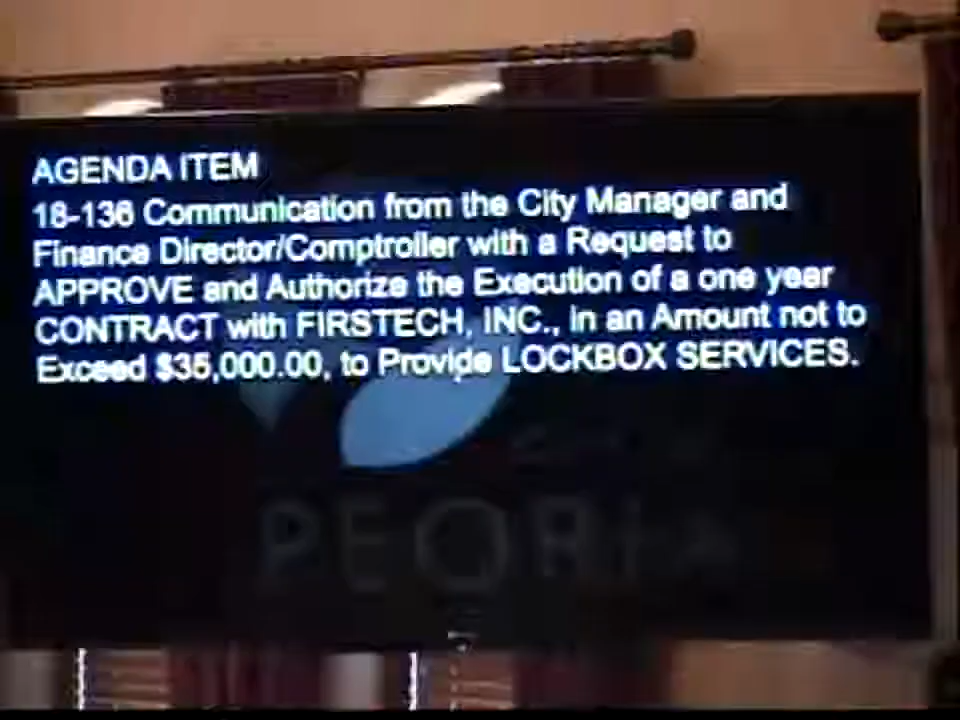 AGENDA ITEM
18-136 Communication from the City Manager and
Finance Director/Comptroller with a Request to
APPROVE and Authorize the Execution of a one year
CONTRACT with FIRSTECH, INC., in an Amount not to
Exceed $35,000.00, to Provide LOCKBOX SERVICES.
PEORIA